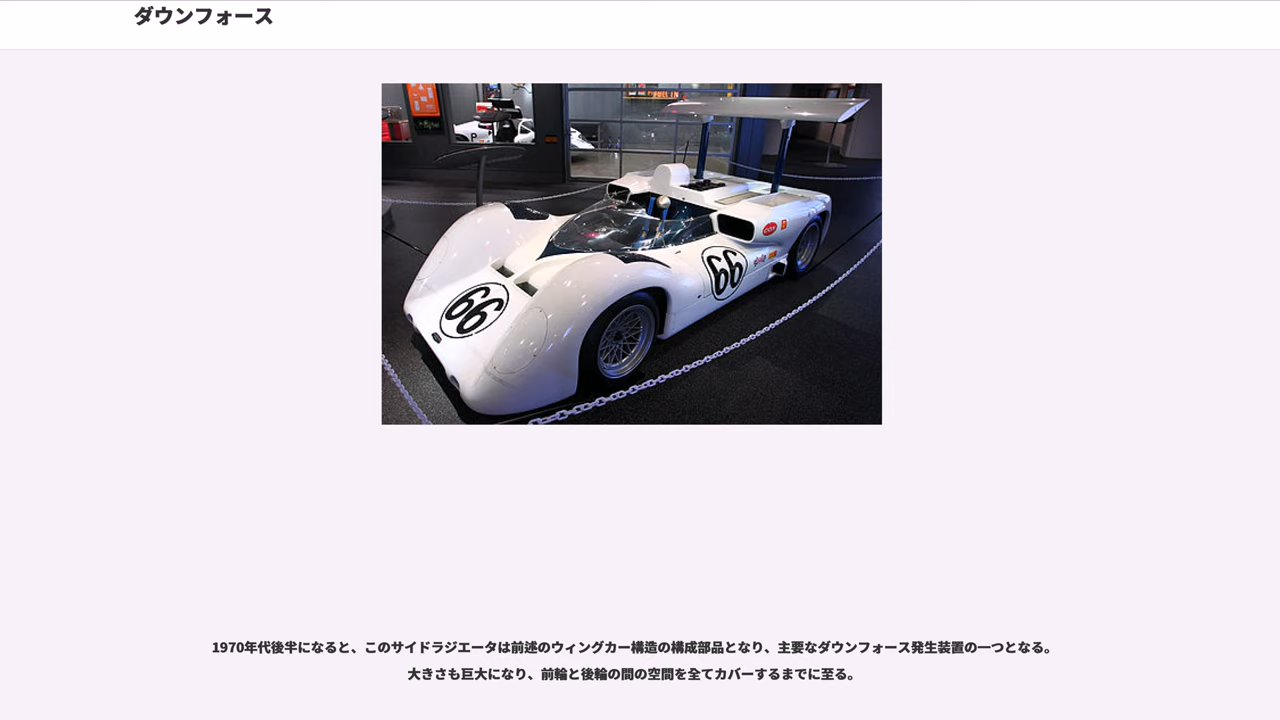 ダウンフォース
66
66
1970年代後半になると、このサイドラジエータは前述のウィングカー構造の構成部品となり、主要なダウンフォース発生装置の一つとなる。
大きさも巨大になり、前輪と後輪の間の空間を全てカバーするまでに至る。